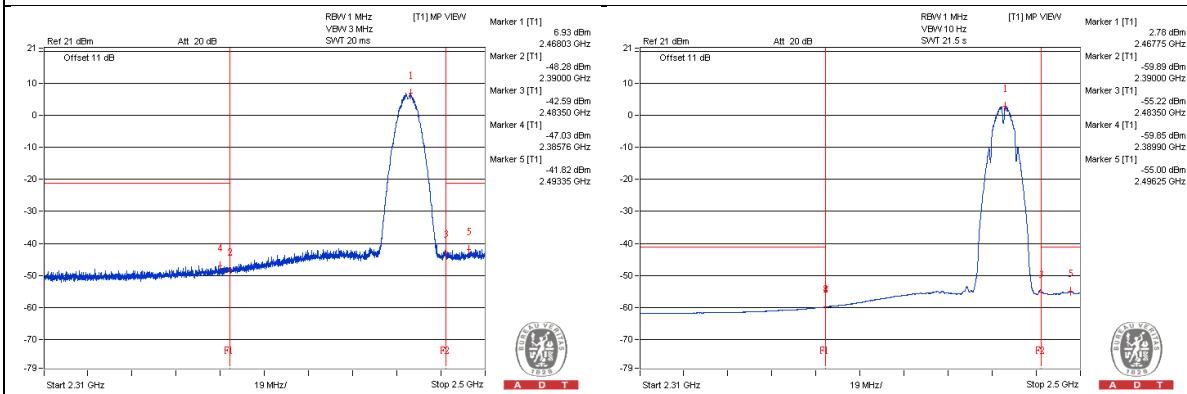 RBW 1 MHz
VBW 3 MHz
SWT 20 ms
[T1] MP VIEW
Ref 21 dBm
Att 20 dB
Offset 11 dB
21
10
0
-10
-20
-30
-40
-50
-60
-70
-79
1
4
2
3
5
F1
F2
Start 2.31 GHz
19 MHz/
Stop 2.5 GHz
Marker 1 [T1]
6.93 dBm
2.46803 GHz
Marker 2 [T1]
-48.28 dBm
2.39000 GHz
Marker 3 [T1]
-42.59 dBm
2.48350 GHz
Marker 4 [T1]
-47.03 dBm
2.38576 GHz
Marker 5 [T1]
-41.82 dBm
2.49335 GHz
BUREAU VERITAS
1828
A D T
RBW 1 MHz
VBW 10 Hz
SWT 21.5 s
[T1] MP VIEW
Ref 21 dBm
Att 20 dB
Offset 11 dB
21
10
0
-10
-20
-30
-40
-50
-60
-70
-79
1
3
5
F1
F2
Start 2.31 GHz
19 MHz/
Stop 2.5 GHz
Marker 1 [T1]
2.78 dBm
2.46775 GHz
Marker 2 [T1]
-59.89 dBm
2.39000 GHz
Marker 3 [T1]
-55.22 dBm
2.48350 GHz
Marker 4 [T1]
-59.85 dBm
2.38990 GHz
Marker 5 [T1]
-55.00 dBm
2.49625 GHz
BUREAU VERITAS
1828
A D T